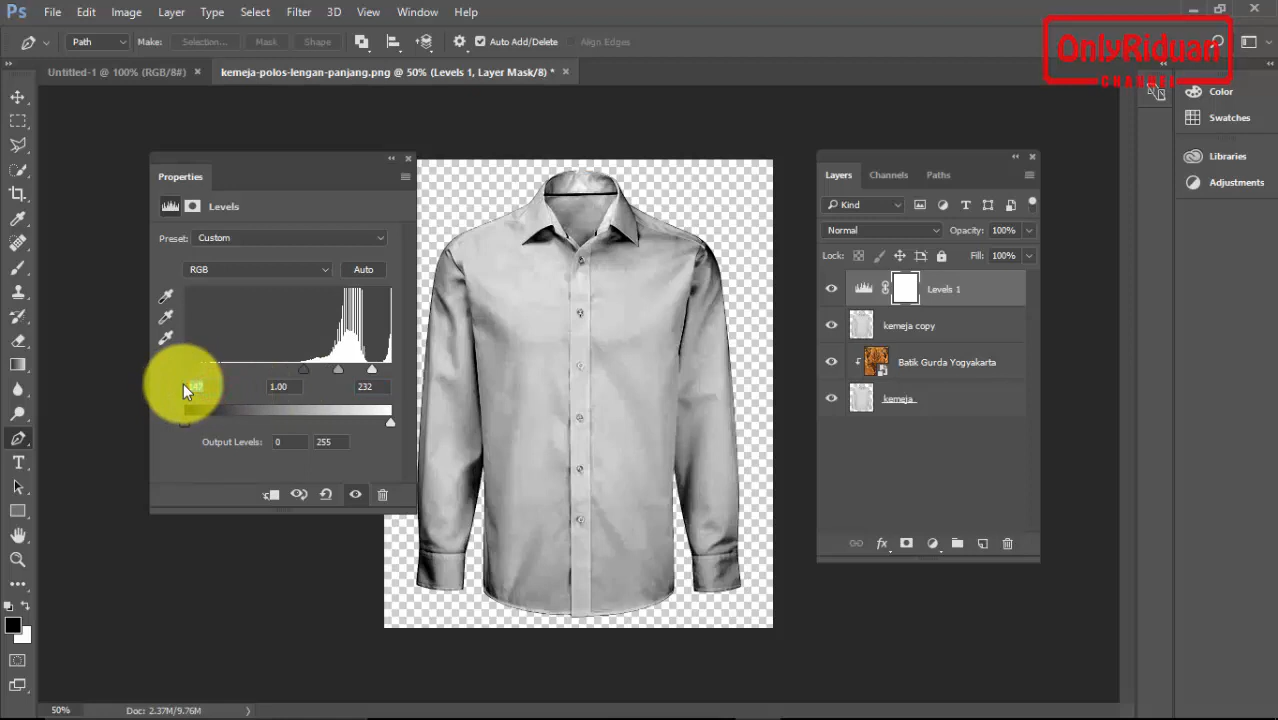 Ps File Edit Image Layer Type Select Filter 3D View Window Help
Path Make: Selection... Mask Shape Auto Add/Delete Align Edges
OnlyRiduan
CHANNEL
Untitled-1 @ 100% (RGB/8#) × kemeja-polos-lengan-panjang.png @ 50% (Levels 1, Layer Mask/8) * ×
Color
Swatches
Libraries
Adjustments
Properties
Levels
Preset: Custom
RGB Auto
1.00 232
Output Levels: 0 255
Layers Channels Paths
Kind
Normal Opacity: 100%
Lock: Fill: 100%
Levels 1
kemeja copy
Batik Gurda Yogyakarta
kemeja
fx
50% Doc: 2.37M/9.76M